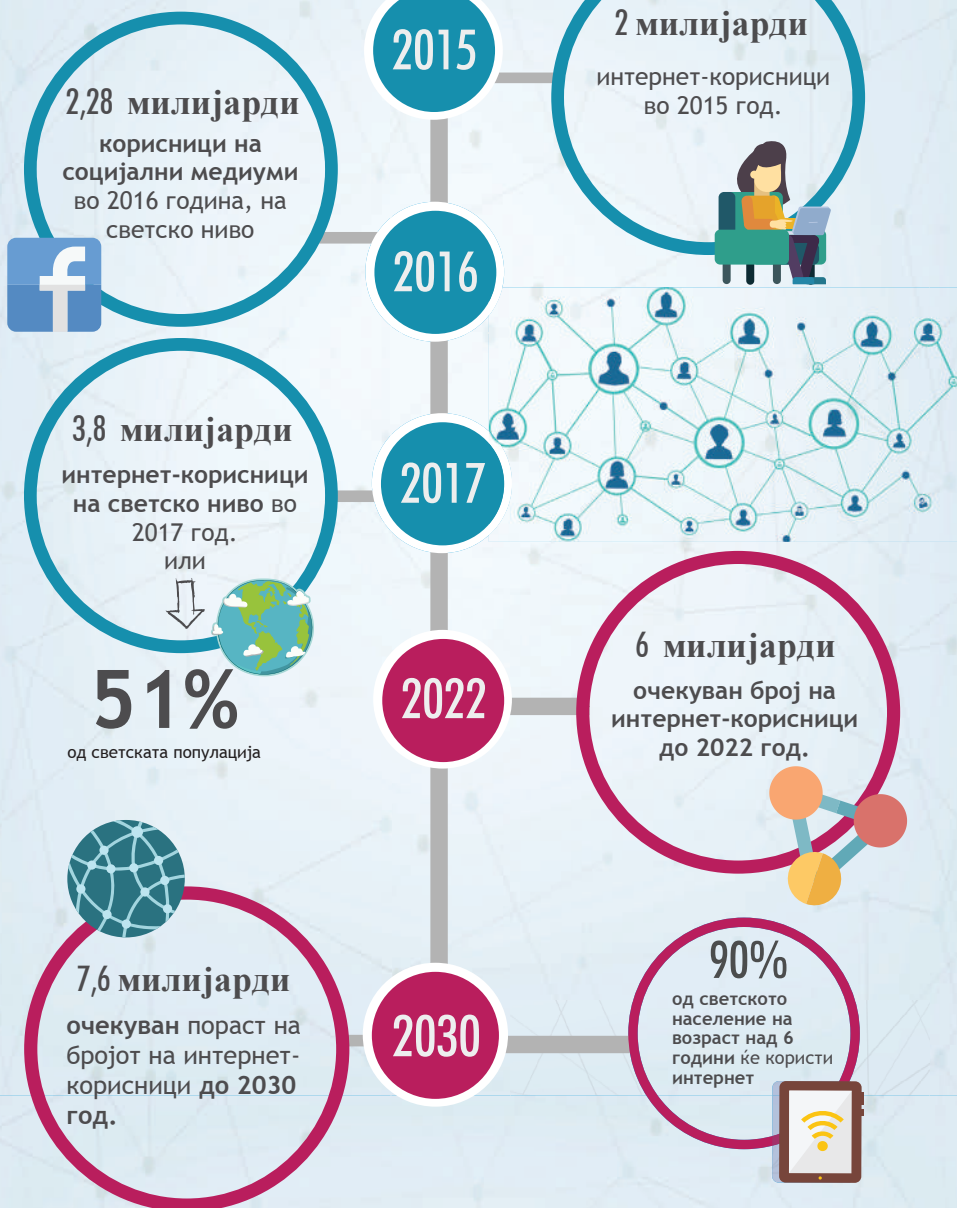 2015
2 милијарди
интернет-корисници
во 2015 год.
2,28 милијарди
корисници на
социјални медиуми
во 2016 година, на
светско ниво
2016
3,8 милијарди
интернет-корисници
на светско ниво во
2017 год.
или
2017
51%
од светската популација
2022
6 милијарди
очекуван број на
интернет-корисници
до 2022 год.
7,6 милијарди
очекуван пораст на
бројот на интернет-
корисници до 2030
год.
2030
90%
од светското
население на
возраст над 6
години ќе користи
интернет